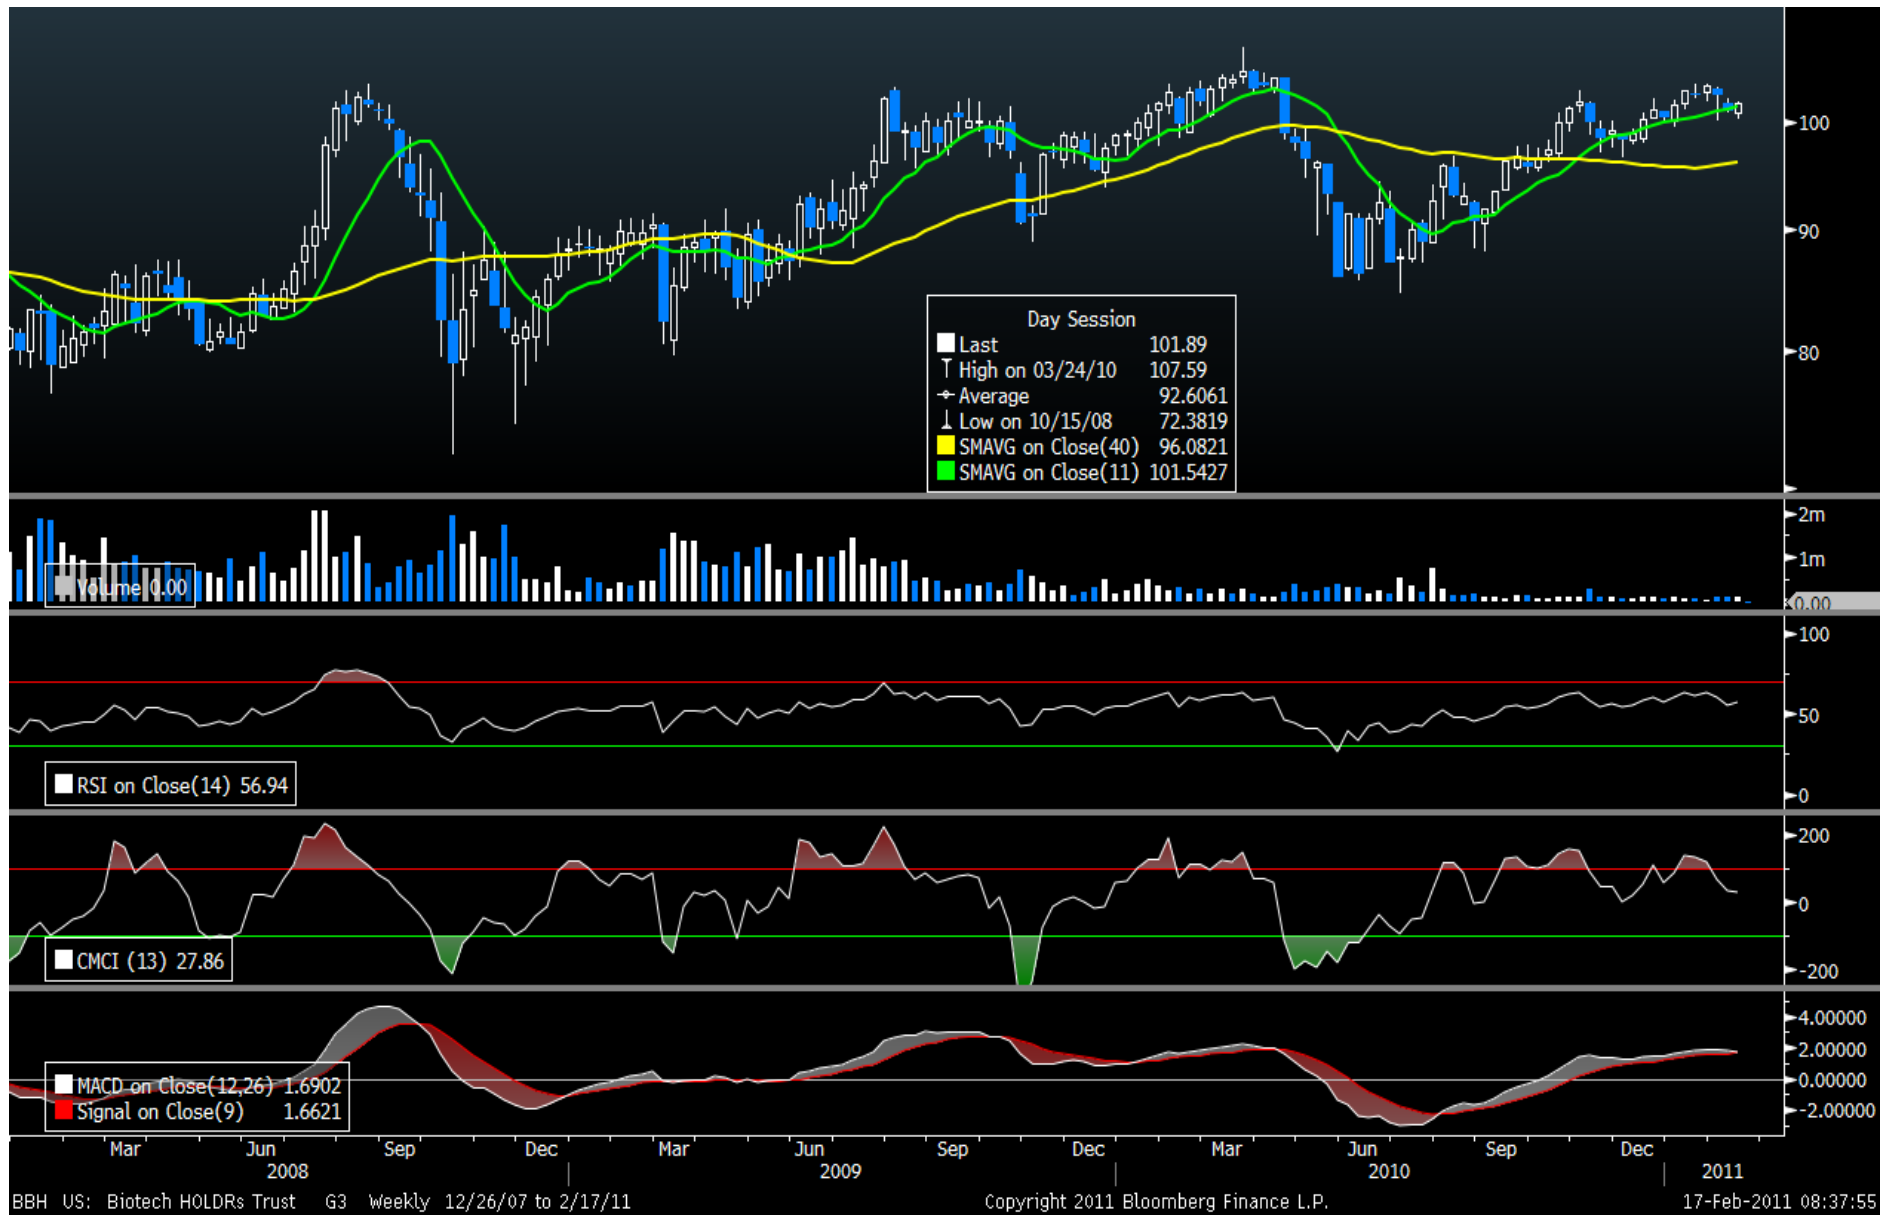 100
90
80
Day Session
Last 101.89
High on 03/24/10 107.59
Average 92.6061
Low on 10/15/08 72.3819
SMAVG on Close(40) 96.0821
SMAVG on Close(11) 101.5427
2m
1m
0.00
Volume 0.00
100
50
0
RSI on Close(14) 56.94
200
0
-200
CMCI (13) 27.86
4.00000
2.00000
0.00000
-2.00000
MACD on Close(12,26) 1.6902
Signal on Close(9) 1.6621
Mar Jun Sep Dec Mar Jun Sep Dec Mar Jun Sep Dec
2008 2009 2010 2011
BBH US: Biotech HOLDRs Trust G3 Weekly 12/26/07 to 2/17/11 Copyright 2011 Bloomberg Finance L.P. 17-Feb-2011 08:37:55